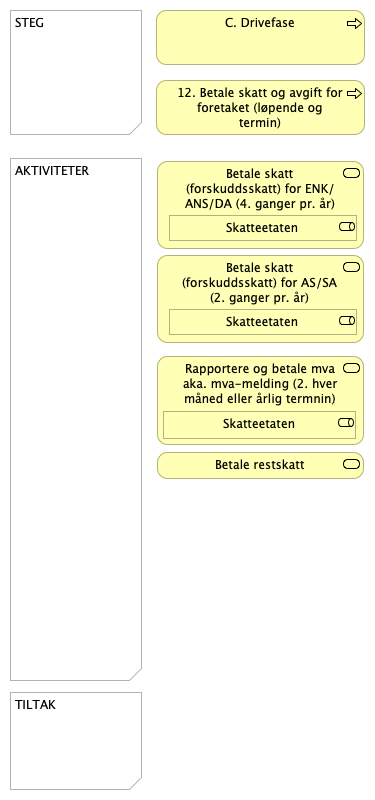 STEG
C. Drivefase
12. Betale skatt og avgift for
foretaket (løpende og
termin)
AKTIVITETER
Betale skatt
(forskuddsskatt) for ENK/
ANS/DA (4. ganger pr. år)
Skatteetaten
Betale skatt
(forskuddsskatt) for AS/SA
(2. ganger pr. år)
Skatteetaten
Rapportere og betale mva
aka. mva-melding (2. hver
måned eller årlig termnin)
Skatteetaten
Betale restskatt
TILTAK